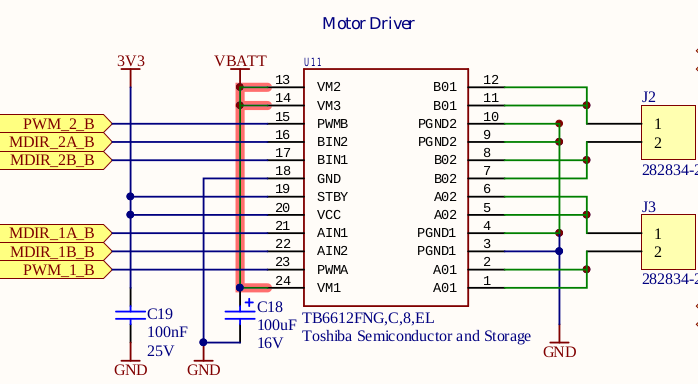 Motor Driver
3V3
VBATT
U11
13 VM2 B01 12
14 VM3 B01 11
PWM_2_B 15 PWMB PGND2 10
MDIR_2A_B 16 BIN2 PGND2 9
MDIR_2B_B 17 BIN1 B02 8
18 GND B02 7
19 STBY A02 6
20 VCC A02 5
MDIR_1A_B 21 AIN1 PGND1 4
MDIR_1B_B 22 AIN2 PGND1 3
PWM_1_B 23 PWMA A01 2
24 VM1 A01 1
J2
1
2
282834-2
J3
1
2
282834-2
C19
100nF
25V
GND
GND
+
C18
100uF
16V
TB6612FNG,C,8,EL
Toshiba Semiconductor and Storage
GND